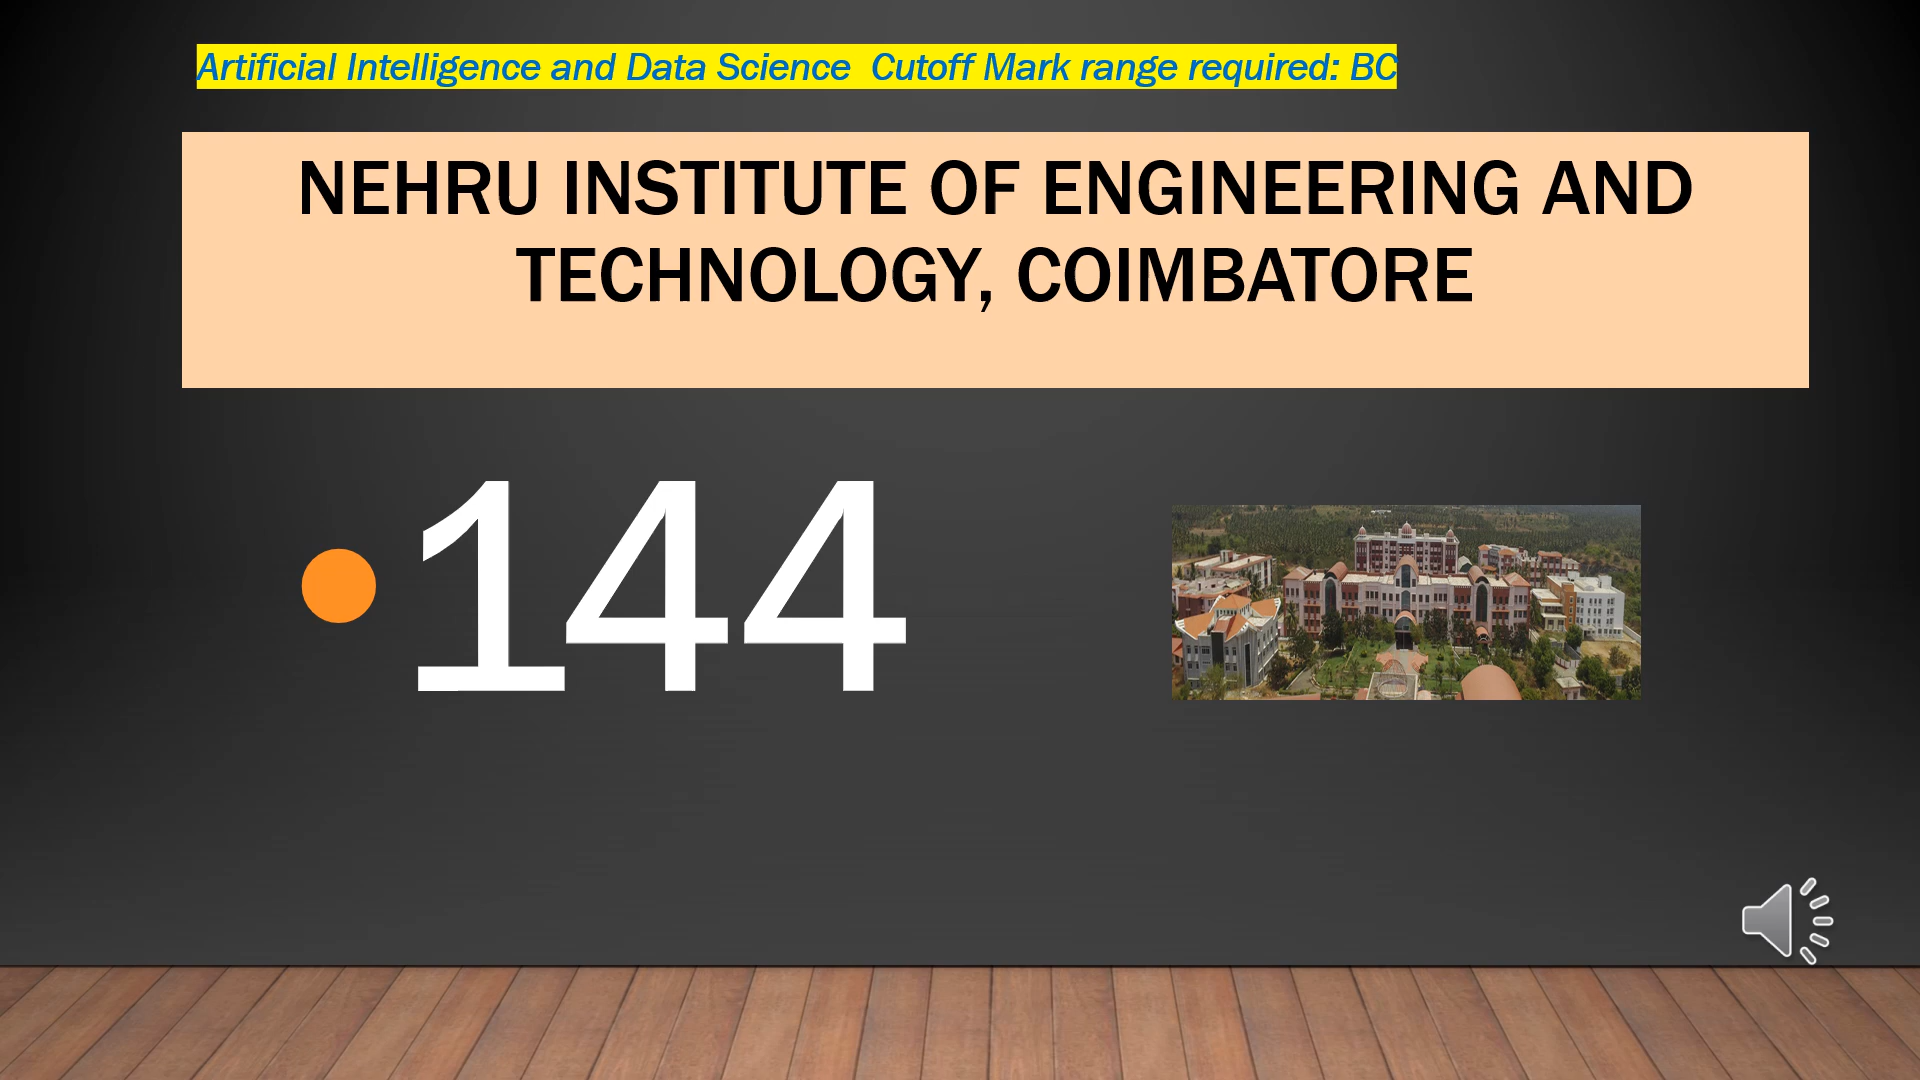 Artificial Intelligence and Data Science  Cutoff Mark range required: BC
NEHRU INSTITUTE OF ENGINEERING AND
TECHNOLOGY, COIMBATORE
144